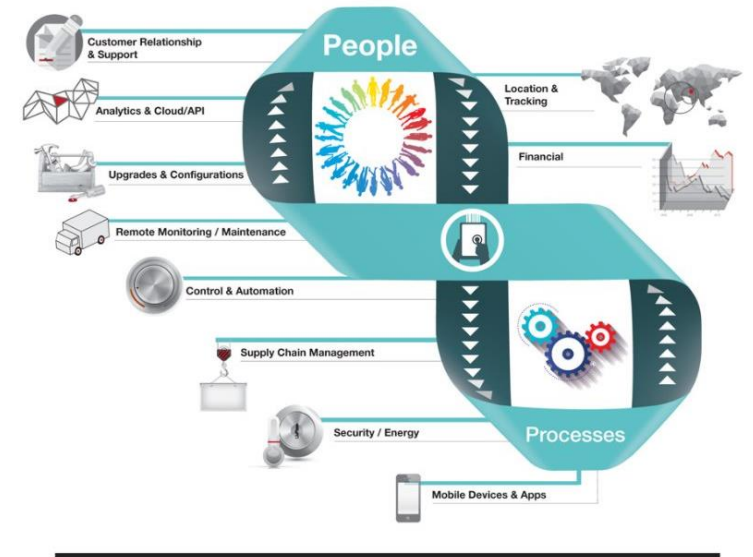 People
Customer Relationship
& Support
Analytics & Cloud/API
Upgrades & Configurations
Remote Monitoring / Maintenance
Control & Automation
Supply Chain Management
Security / Energy
Mobile Devices & Apps
Location &
Tracking
Financial
Processes